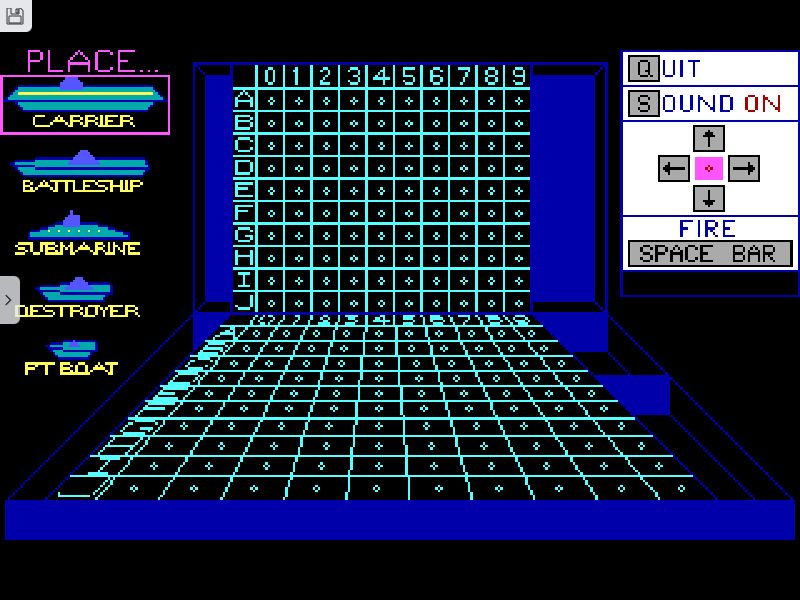 PLACE...
CARRIER
BATTLESHIP
SUBMARINE
DESTROYER
PT BOAT
0 1 2 3 4 5 6 7 8 9
A
B
C
D
E
F
G
H
I
J
QUIT
SOUND ON
FIRE
SPACE BAR